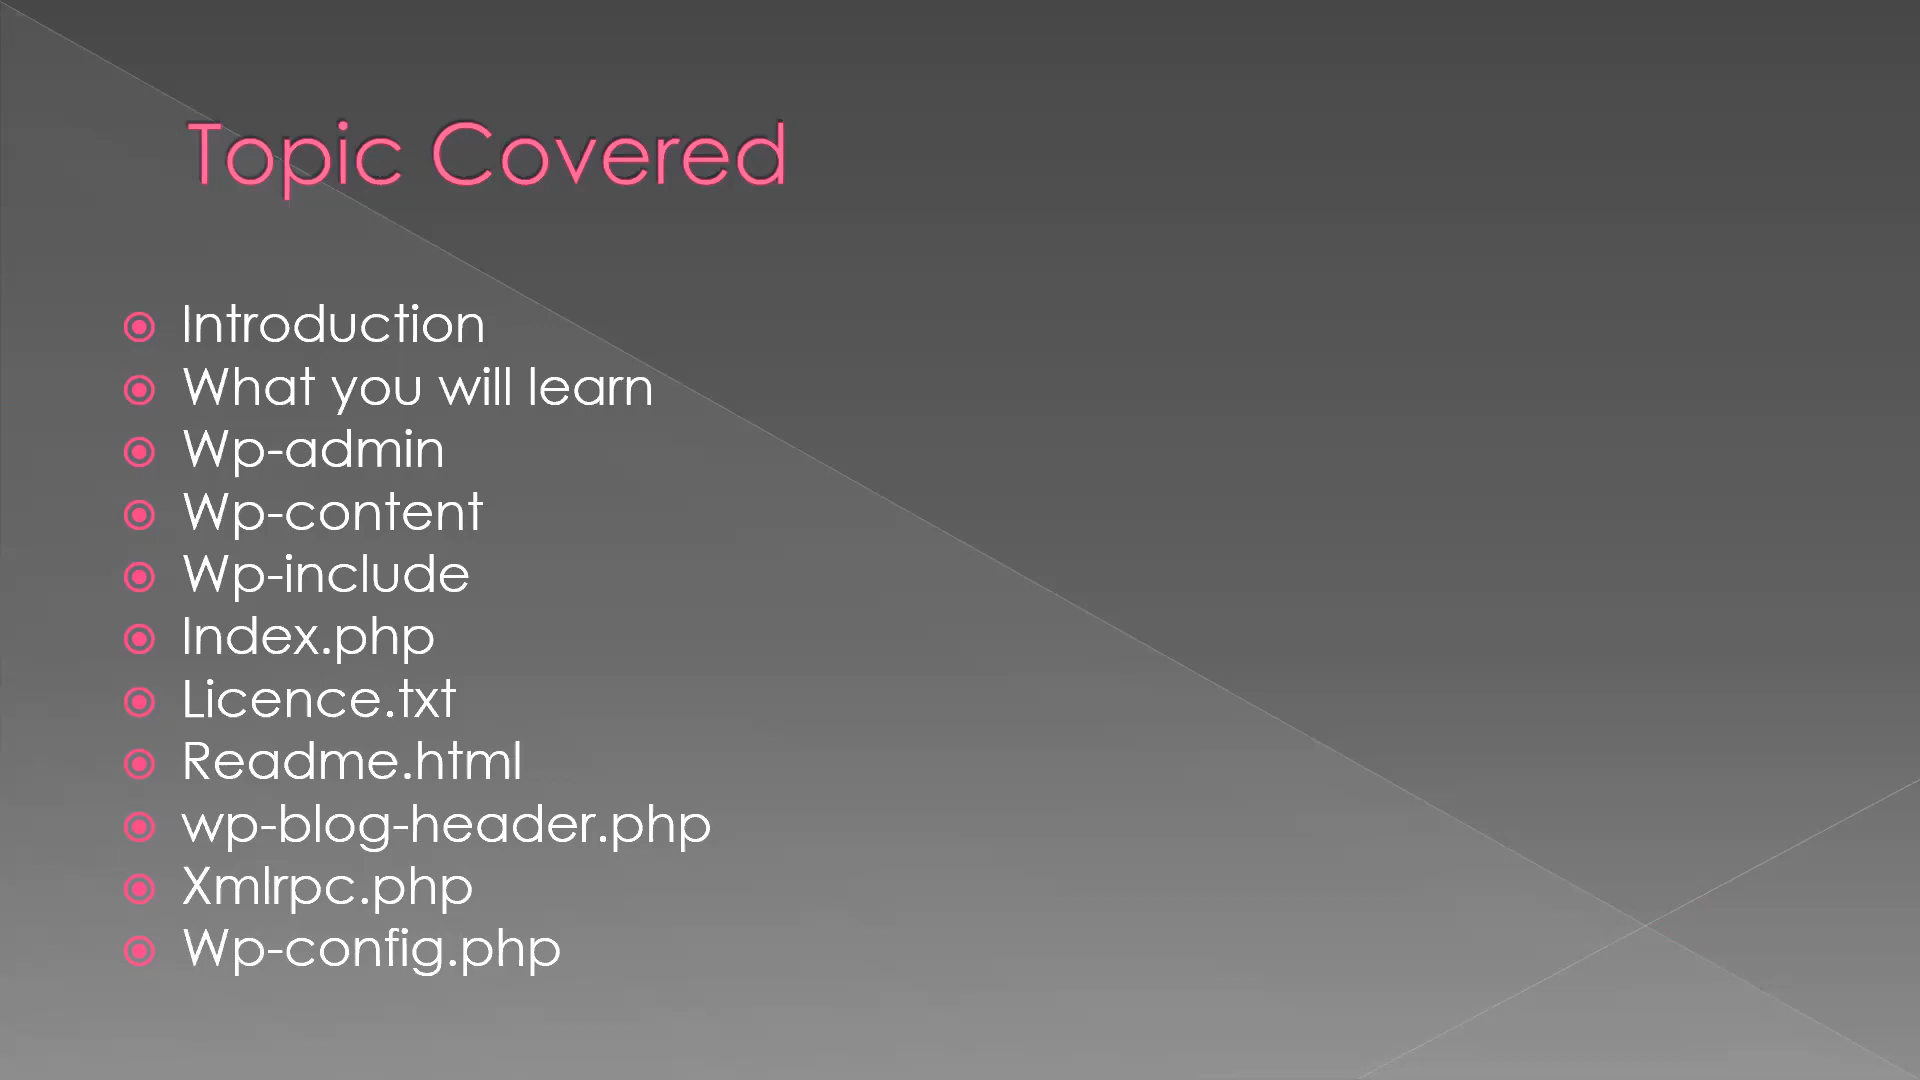 Topic Covered
Introduction
What you will learn
Wp-admin
Wp-content
Wp-include
Index.php
Licence.txt
Readme.html
wp-blog-header.php
Xmlrpc.php
Wp-config.php